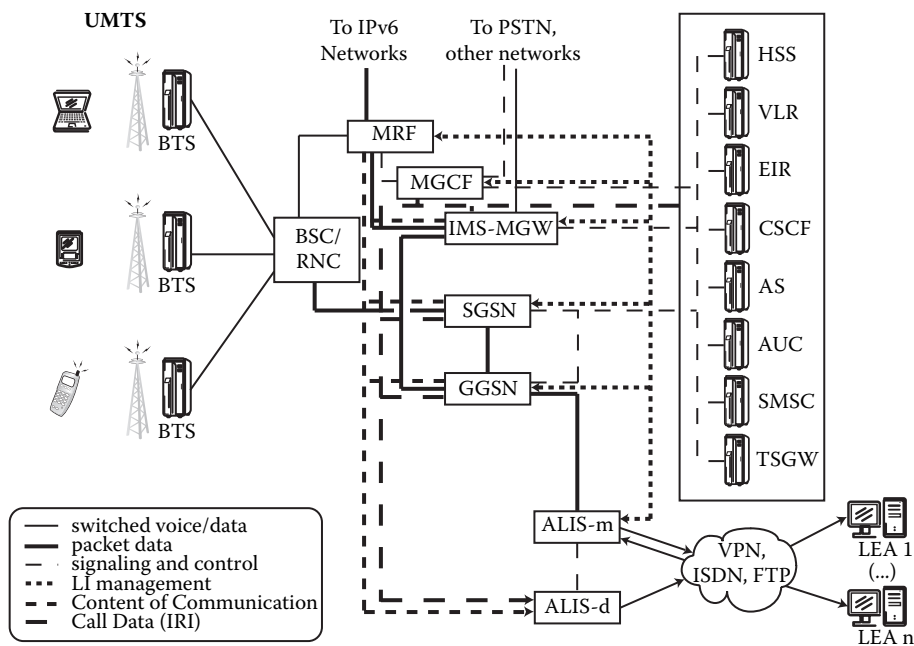 UMTS
To IPv6
Networks
To PSTN,
other networks
BTS
BTS
BTS
BSC/
RNC
MRF
MGCF
IMS-MGW
SGSN
GGSN
ALIS-m
ALIS-d
HSS
VLR
EIR
CSCF
AS
AUC
SMSC
TSGW
VPN,
ISDN, FTP
LEA 1
(...)
LEA n
switched voice/data
packet data
signaling and control
LI management
Content of Communication
Call Data (IRI)